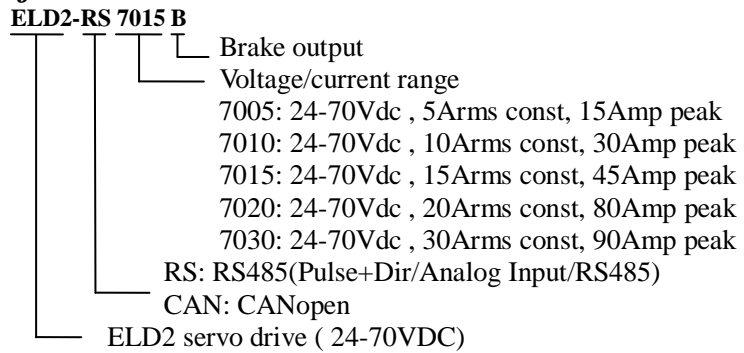 ELD2-RS 7015 B
Brake output
Voltage/current range
7005: 24-70Vdc , 5Arms const, 15Amp peak
7010: 24-70Vdc , 10Arms const, 30Amp peak
7015: 24-70Vdc , 15Arms const, 45Amp peak
7020: 24-70Vdc , 20Arms const, 80Amp peak
7030: 24-70Vdc , 30Arms const, 90Amp peak
RS: RS485(Pulse+Dir/Analog Input/RS485)
CAN: CANopen
ELD2 servo drive ( 24-70VDC)